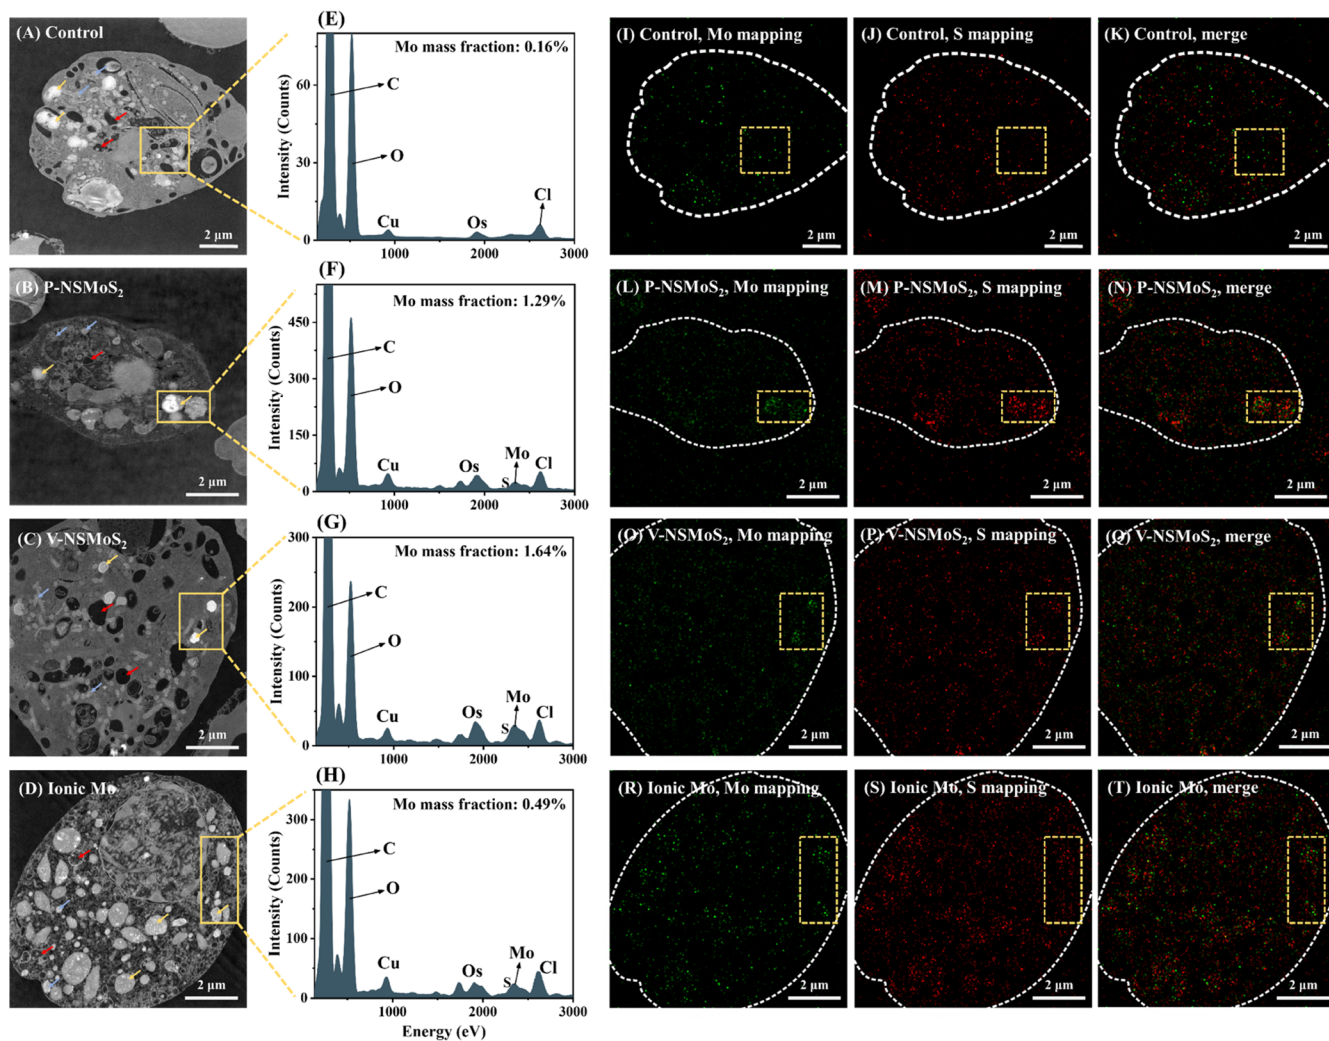 (A) Control
2 μm
(E)
Mo mass fraction: 0.16%
C
O
Cu
Os
Cl
Intensity (Counts)
60
30
0
1000
2000
3000
(I) Control, Mo mapping
2 μm
(J) Control, S mapping
2 μm
(K) Control, merge
2 μm
(B) P-NSMoS₂
2 μm
(F)
Mo mass fraction: 1.29%
C
O
Cu
Os
S
Mo
Cl
Intensity (Counts)
450
300
150
0
1000
2000
3000
(L) P-NSMoS₂, Mo mapping
2 μm
(M) P-NSMoS₂, S mapping
2 μm
(N) P-NSMoS₂, merge
2 μm
(C) V-NSMoS₂
2 μm
(G)
Mo mass fraction: 1.64%
C
O
Cu
Os
S
Mo
Cl
Intensity (Counts)
300
200
100
0
1000
2000
3000
(O) V-NSMoS₂, Mo mapping
2 μm
(P) V-NSMoS₂, S mapping
2 μm
(Q) V-NSMoS₂, merge
2 μm
(D) Ionic Mo
2 μm
(H)
Mo mass fraction: 0.49%
C
O
Cu
Os
S
Mo
Cl
Intensity (Counts)
300
200
100
0
1000
2000
3000
Energy (eV)
(R) Ionic Mo, Mo mapping
2 μm
(S) Ionic Mo, S mapping
2 μm
(T) Ionic Mo, merge
2 μm